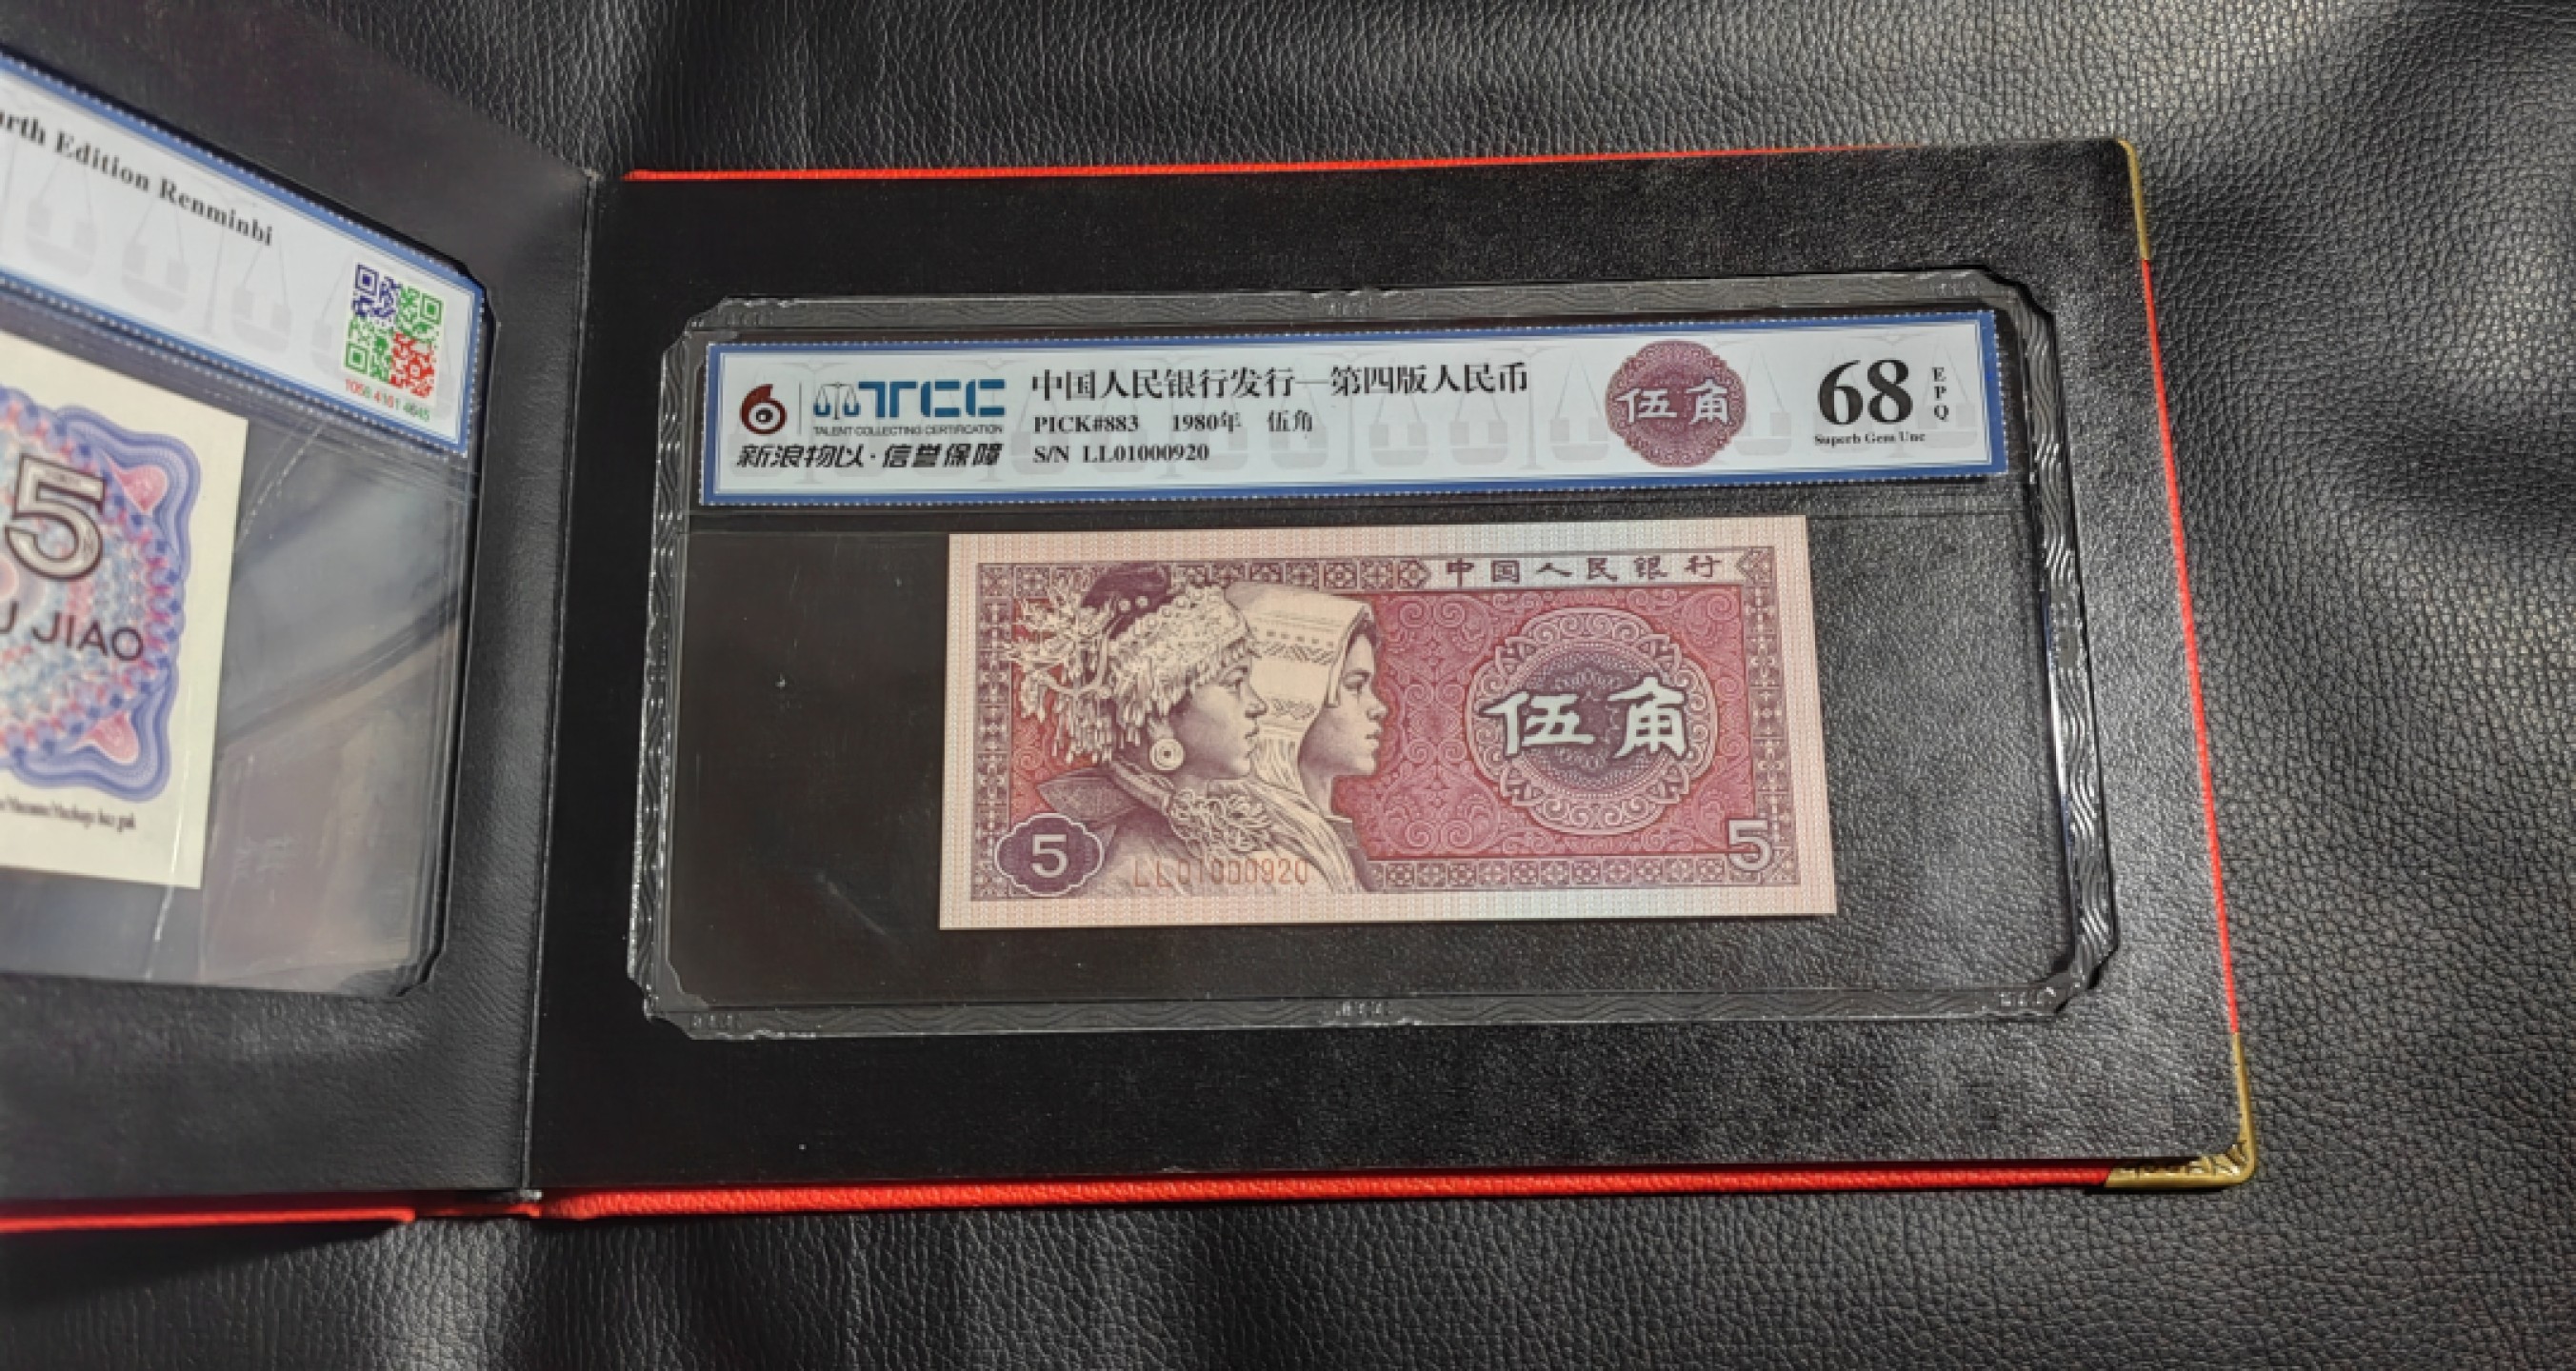 rth Edition Renminbi
1056 4161 4645
5
U JIAO
TCC
TALENT COLLECTING CERTIFICATION
新浪物以·信誉保障
中国人民银行发行—第四版人民币
PICK#883 1980年 伍角
S/N LL01000920
伍角
68
EPQ
Superb Gem Unc
中国人民银行
伍角
5
LL01000920
5